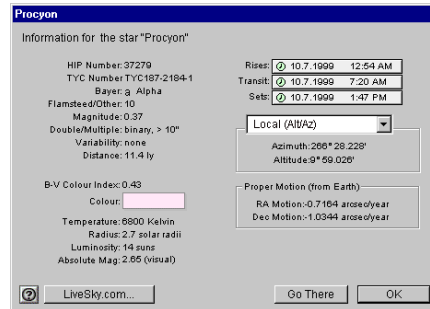 Procyon
Information for the star "Procyon"
HIP Number: 37279
TYC Number TYC187-2184-1
Bayer: a Alpha
Flamsteed/Other: 10
Magnitude: 0.37
Double/Multiple: binary, > 10"
Variability: none
Distance: 11.4 ly
B-V Colour Index: 0.43
Colour:
Temperature: 6800 Kelvin
Radius: 2.7 solar radii
Luminosity: 14 suns
Absolute Mag: 2.65 (visual)
Rises: 10.7.1999 12:54 AM
Transit: 10.7.1999 7:20 AM
Sets: 10.7.1999 1:47 PM
Local (Alt/Az)
Azimuth: 266° 28.228'
Altitude: 9° 59.026'
Proper Motion (from Earth)
RA Motion: -0.7164 arcsec/year
Dec Motion: -1.0344 arcsec/year
? LiveSky.com...
Go There
OK